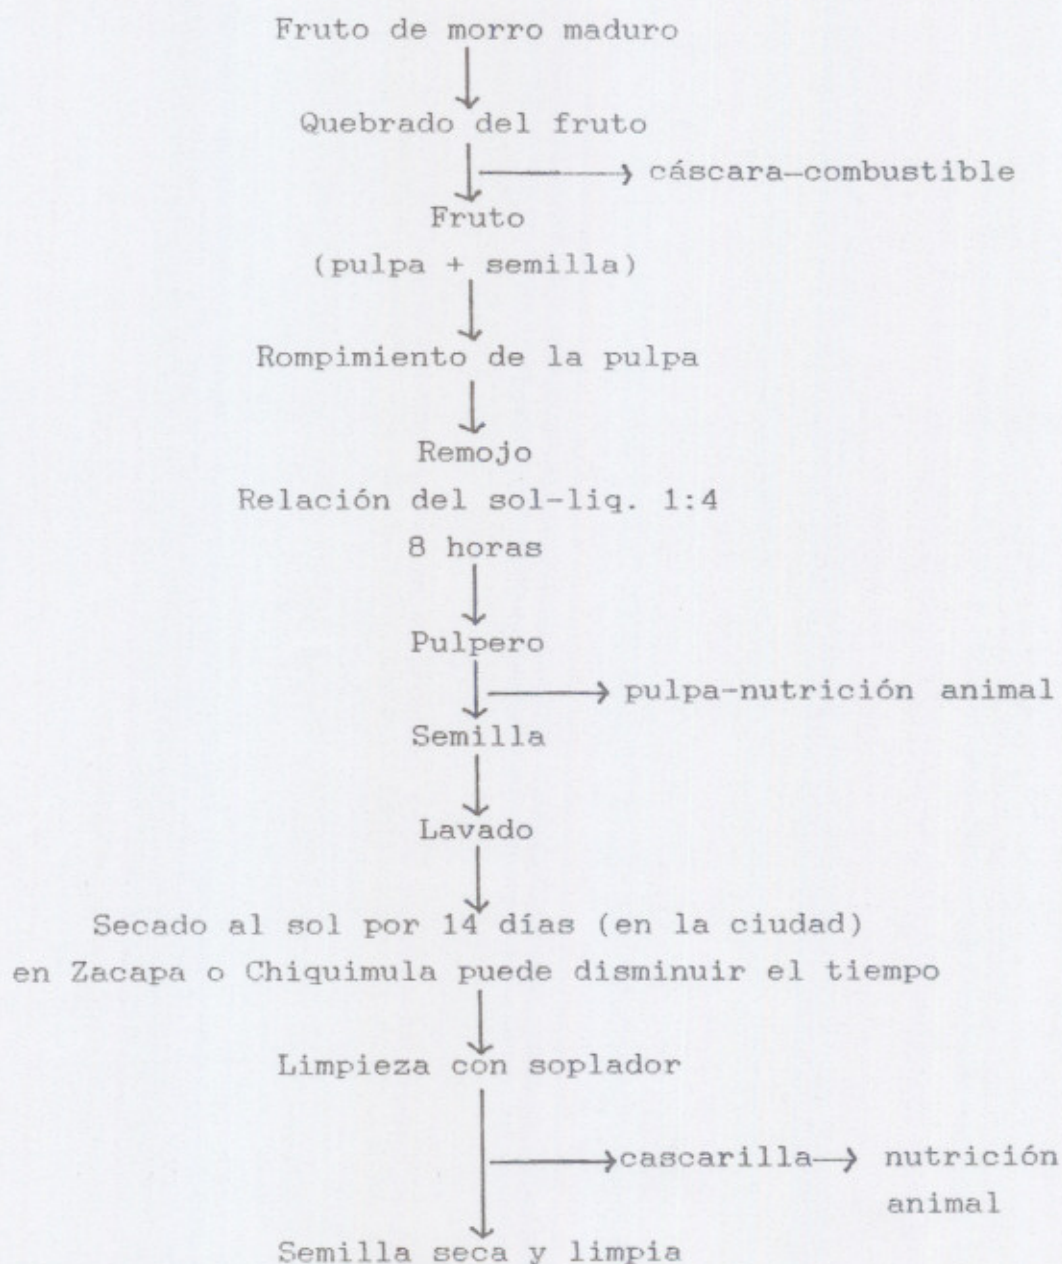 Fruto de morro maduro
Quebrado del fruto
cáscara-combustible
Fruto
(pulpa + semilla)
Rompimiento de la pulpa
Remojo
Relación del sol-liq. 1:4
8 horas
Pulpero
pulpa-nutrición animal
Semilla
Lavado
Secado al sol por 14 días (en la ciudad)
en Zacapa o Chiquimula puede disminuir el tiempo
Limpieza con soplador
cascarilla nutrición
animal
Semilla seca y limpia